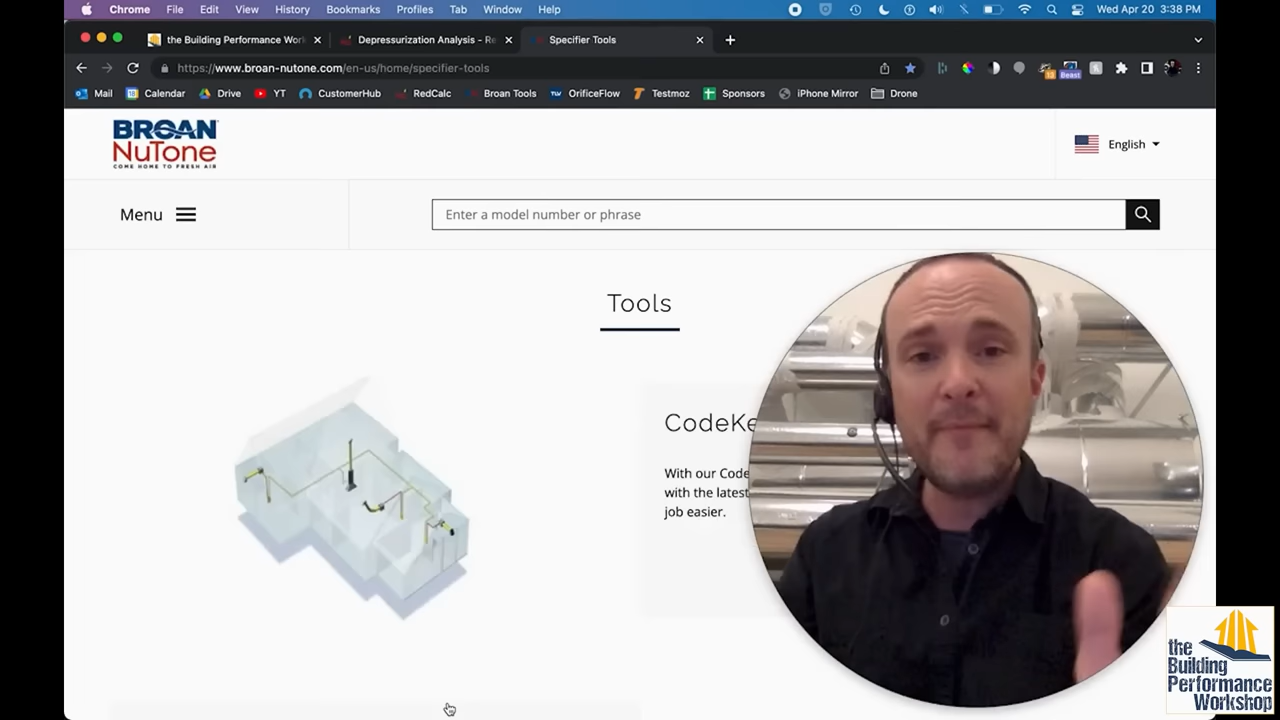 Chrome File Edit View History Bookmarks Profiles Tab Window Help Wed Apr 20 3:38 PM
the Building Performance Wor Depressurization Analysis - Re Specifier Tools
https://www.broan-nutone.com/en-us/home/specifier-tools 13 Beast
Mail Calendar Drive YT CustomerHub RedCalc Broan Tools OrificeFlow Testmoz Sponsors iPhone Mirror Drone
BROAN
NUTONE
COME HOME TO FRESH AIR
English
Menu
Enter a model number or phrase
Tools
CodeKe
With our Code
with the latest
job easier.
the
Building
Performance
Workshop